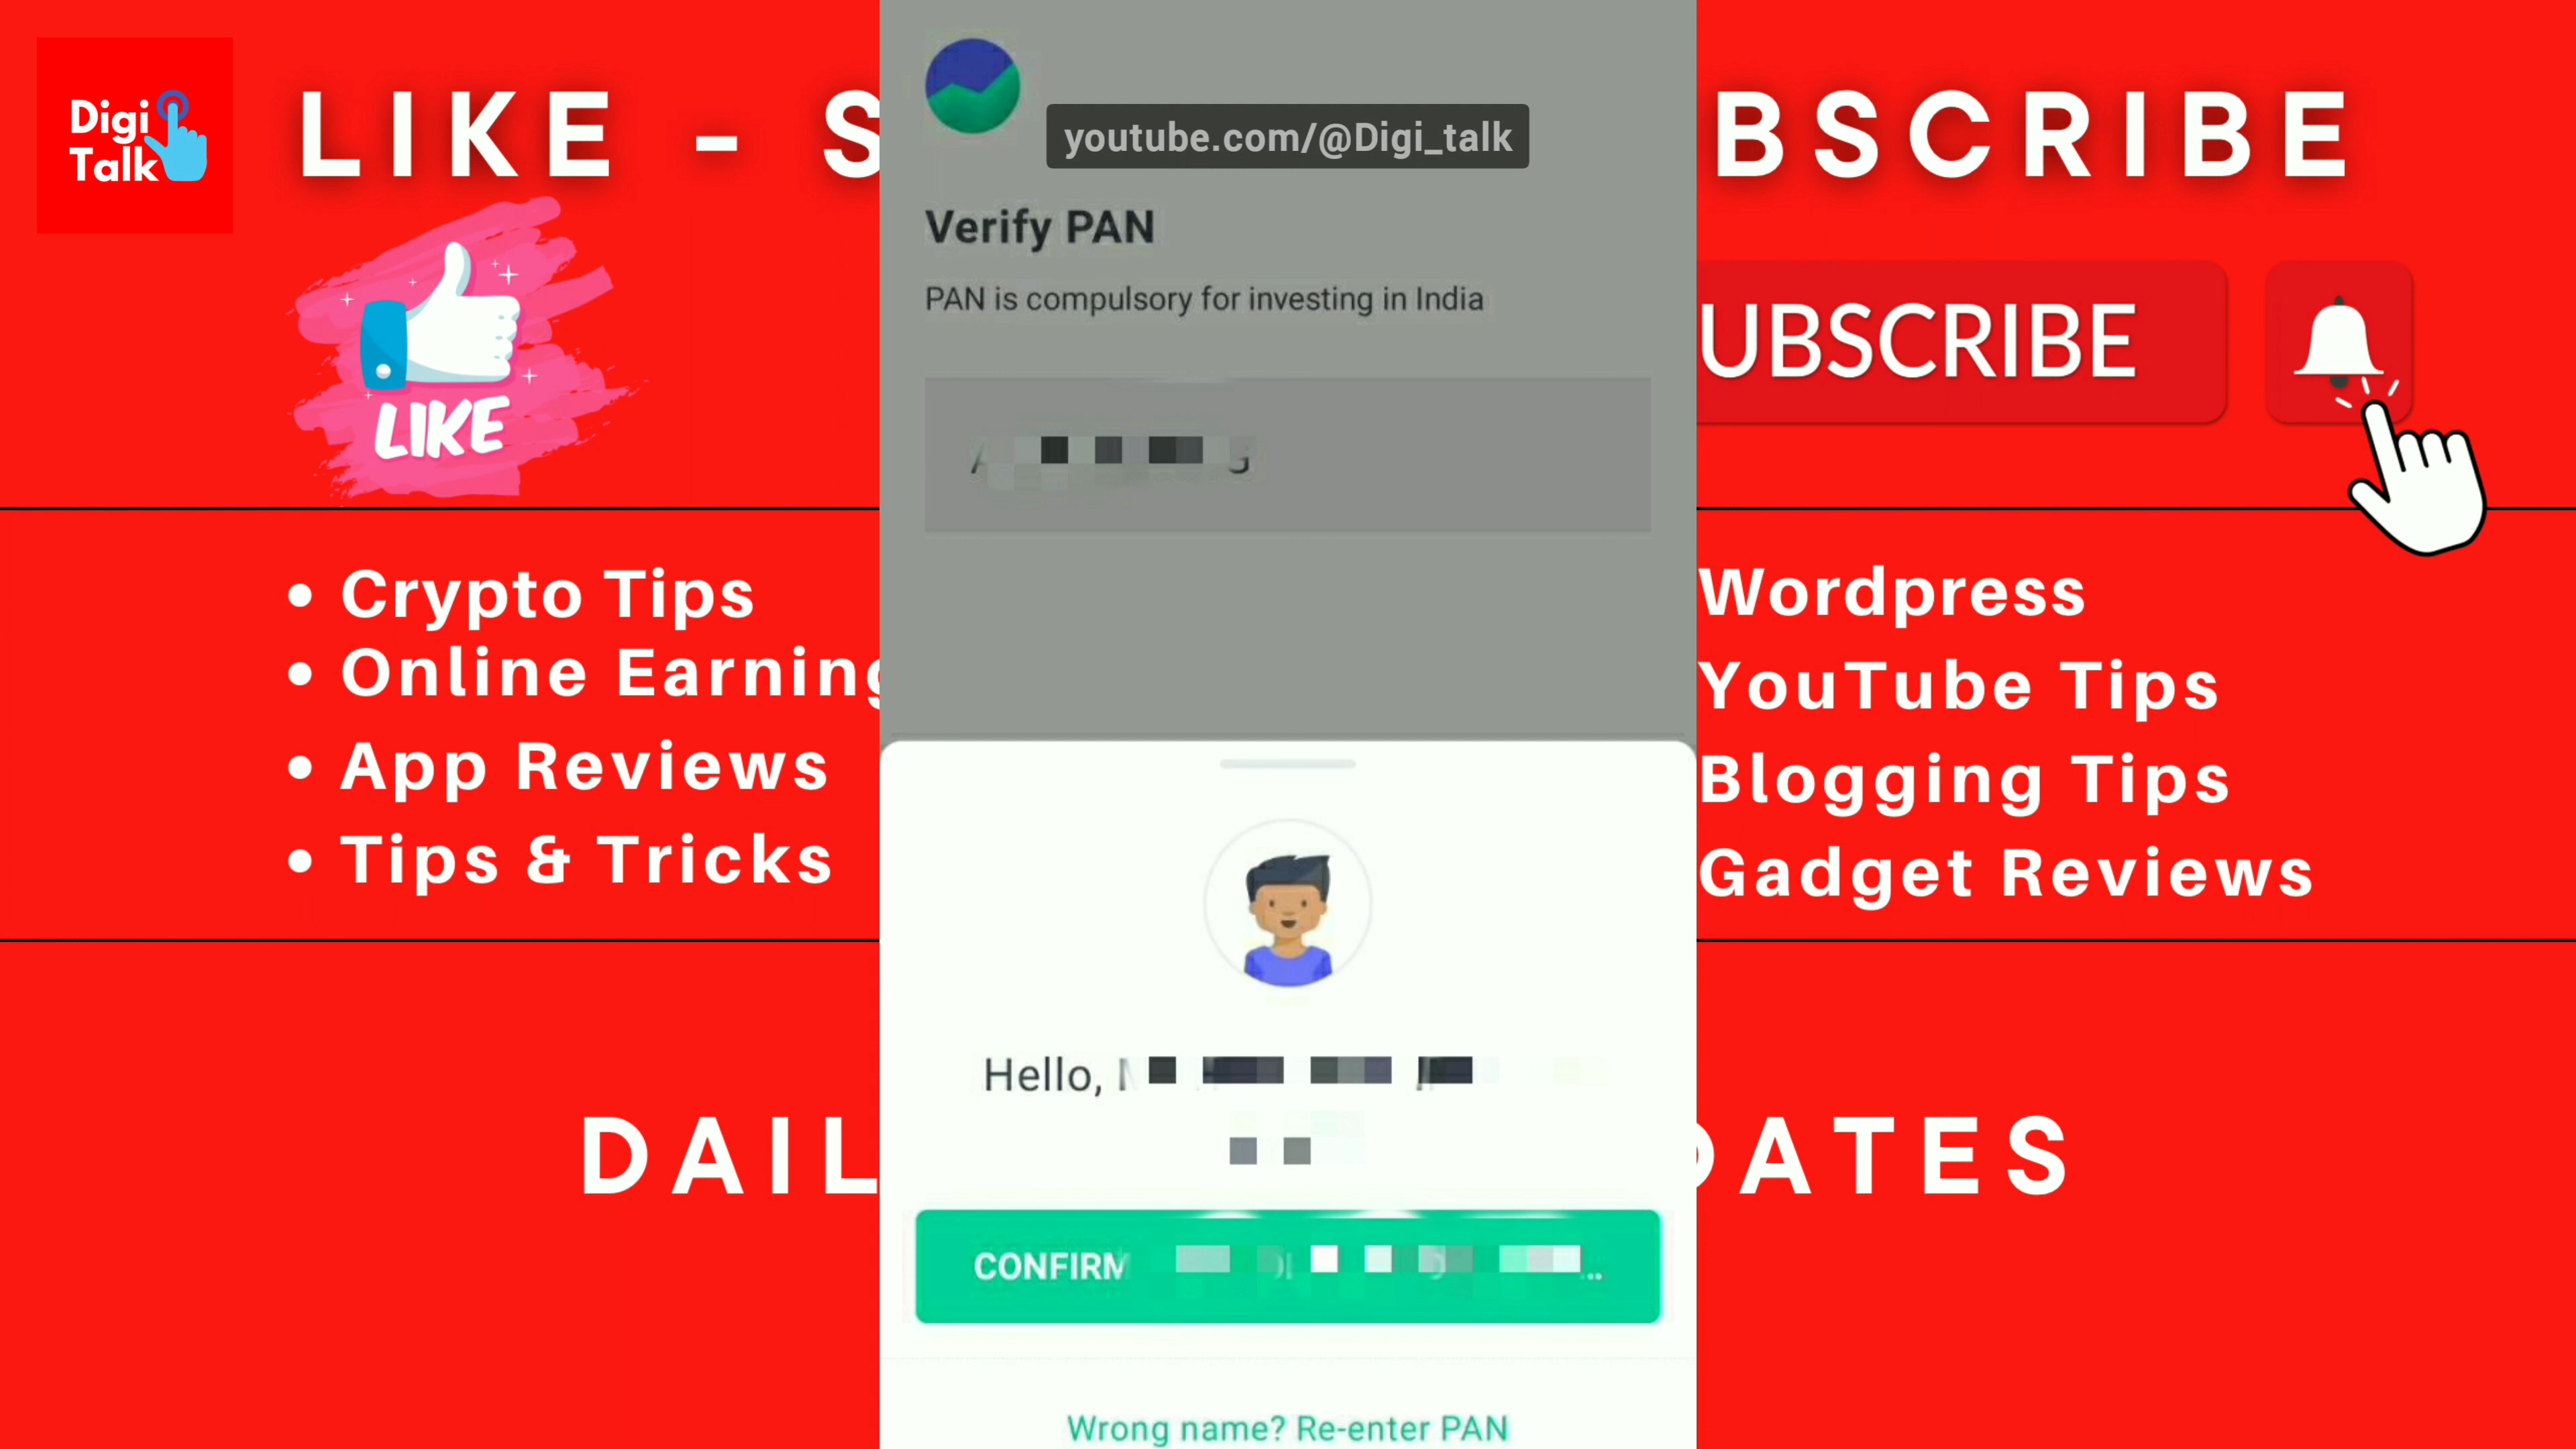 Digi
Talk
LIKE - S
BSCRIBE
youtube.com/@Digi_talk
Verify PAN
PAN is compulsory for investing in India
LIKE
UBSCRIBE
• Crypto Tips
• Online Earning
• App Reviews
• Tips & Tricks
Wordpress
YouTube Tips
Blogging Tips
Gadget Reviews
Hello,
DAIL
DATES
CONFIRM
Wrong name? Re-enter PAN